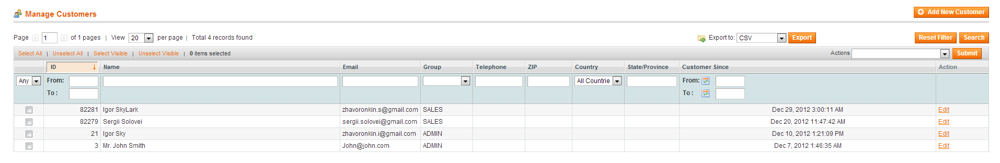 Manage Customers Add New Customer
Page 1 of 1 pages | View 20 per page | Total 4 records found Export to: CSV Export Reset Filter Search
Select All | Unselect All | Select Visible | Unselect Visible | 0 items selected Actions Submit
ID Name Email Group Telephone ZIP Country State/Province Customer Since Action
Any From: All Countrie From:
To : To :
82281 Igor SkyLark zhavoronkin.s@gmail.com SALES Dec 29, 2012 3:00:11 AM Edit
82279 Sergii Solovei sergii.solovei@gmail.com SALES Dec 20, 2012 11:47:42 AM Edit
21 Igor Sky zhavoronkin.i@gmail.com ADMIN Dec 10, 2012 1:21:09 PM Edit
3 Mr. John Smith John@john.com ADMIN Dec 7, 2012 1:46:35 AM Edit